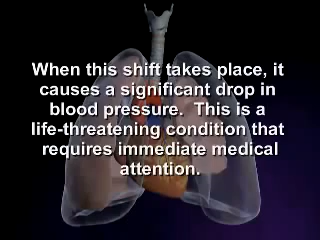 When this shift takes place, it
causes a significant drop in
blood pressure.  This is a
life-threatening condition that
requires immediate medical
attention.